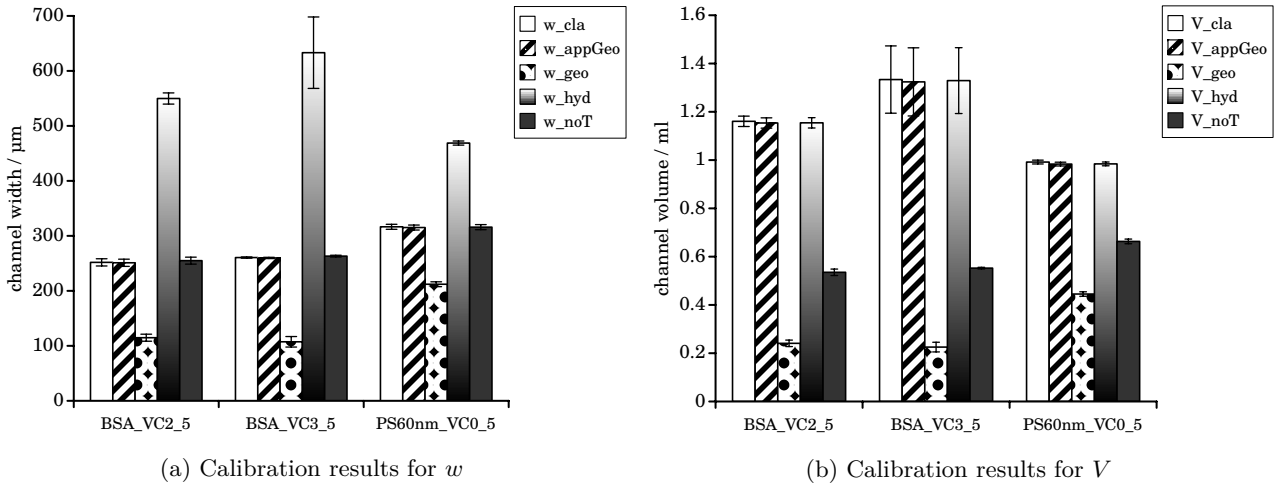 700
600
500
400
300
200
100
0
channel width / µm
w_cla
w_appGeo
w_geo
w_hyd
w_noT
BSA_VC2_5
BSA_VC3_5
PS60nm_VC0_5
(a) Calibration results for w
1.6
1.4
1.2
1
0.8
0.6
0.4
0.2
0
channel volume / ml
V_cla
V_appGeo
V_geo
V_hyd
V_noT
BSA_VC2_5
BSA_VC3_5
PS60nm_VC0_5
(b) Calibration results for V